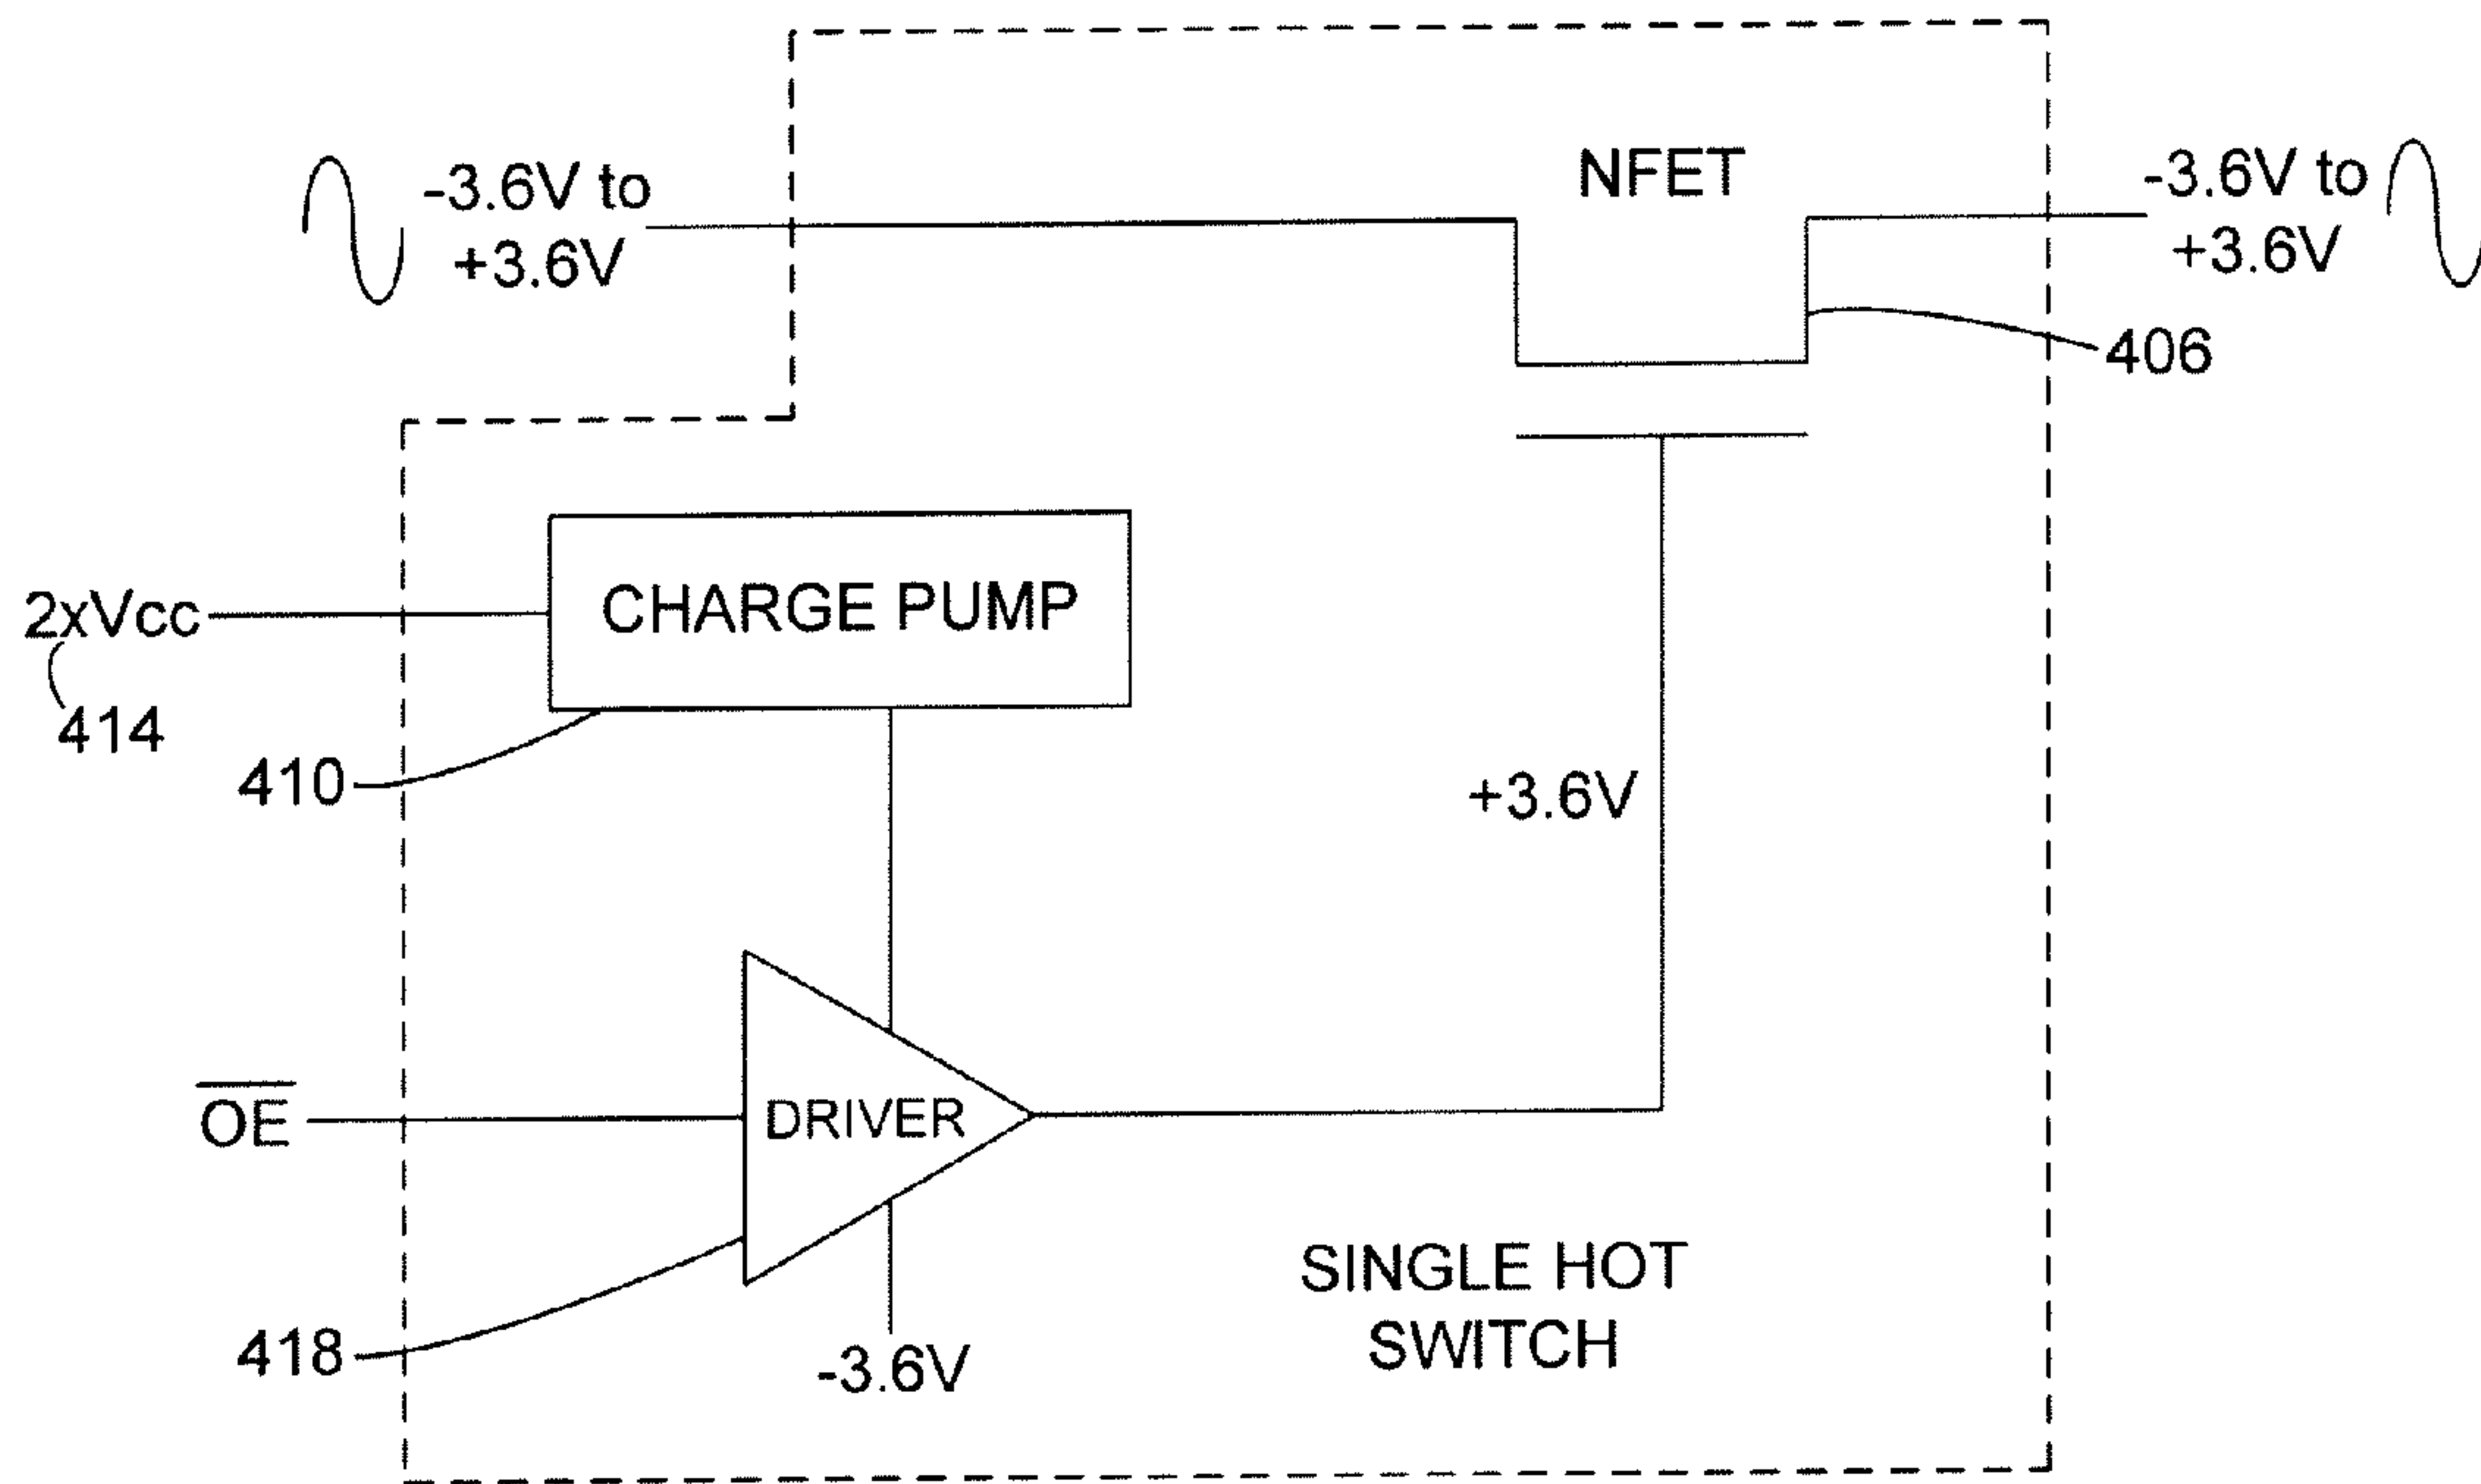 NFET
-3.6V to
+3.6V
-3.6V to
+3.6V
406
CHARGE PUMP
2xVcc
414
410
+3.6V
O̅E̅
DRIVER
418
-3.6V
SINGLE HOT
SWITCH